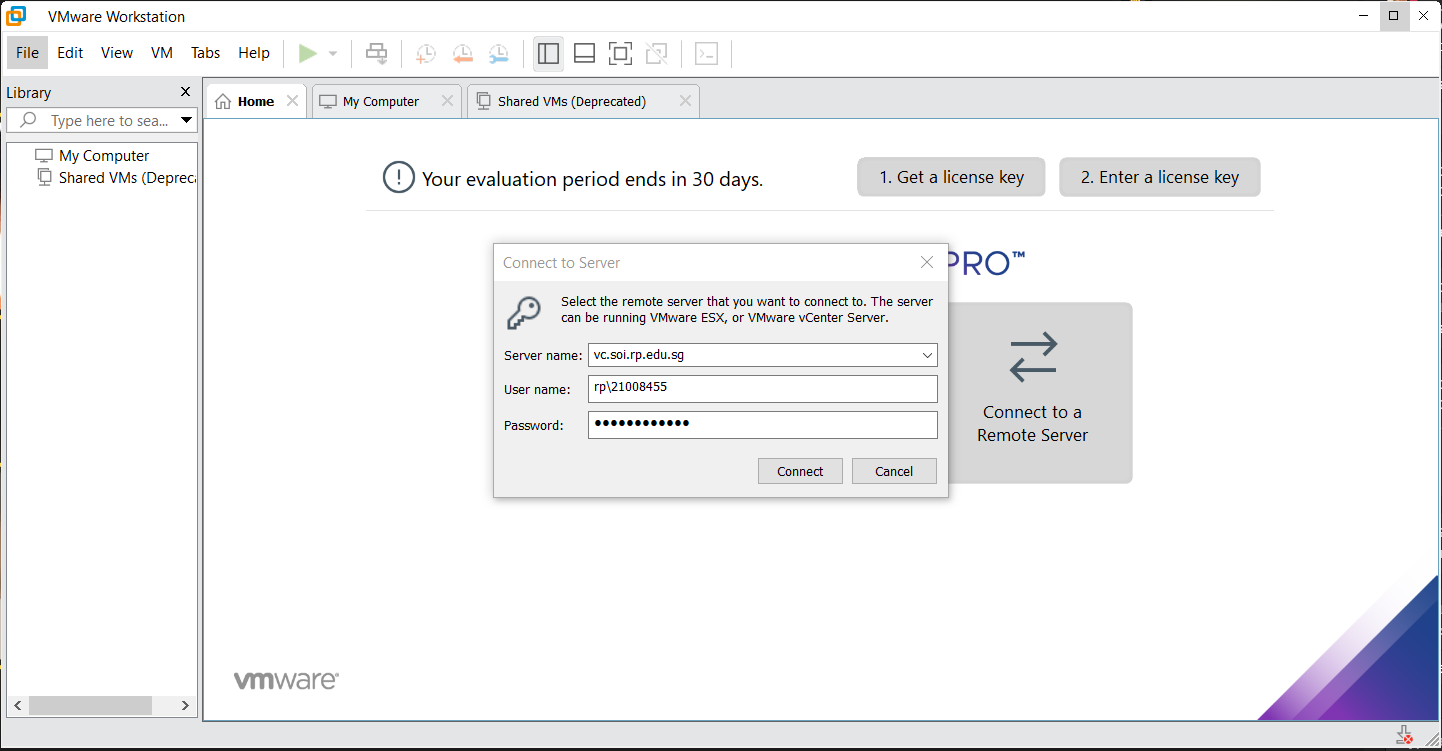 VMware Workstation
File Edit View VM Tabs Help
Library
Type here to sea...
My Computer
Shared VMs (Depreca
Home
My Computer
Shared VMs (Deprecated)
Your evaluation period ends in 30 days.
1. Get a license key
2. Enter a license key
PRO™
Connect to Server
Select the remote server that you want to connect to. The server
can be running VMware ESX, or VMware vCenter Server.
Server name: vc.soi.rp.edu.sg
User name: rp\21008455
Password: ●●●●●●●●●●●●
Connect Cancel
Connect to a
Remote Server
vmware®